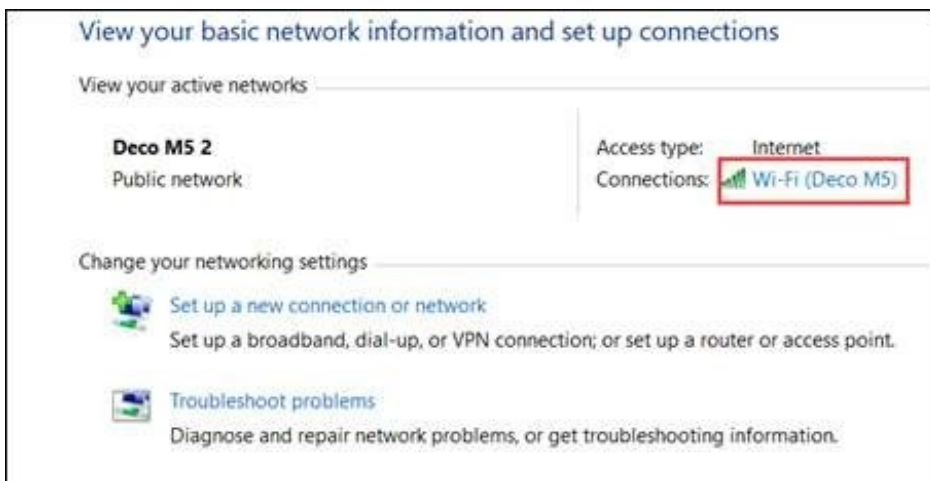 View your basic network information and set up connections
View your active networks
Deco M5 2
Public network
Access type: Internet
Connections: Wi-Fi (Deco M5)
Change your networking settings
Set up a new connection or network
Set up a broadband, dial-up, or VPN connection; or set up a router or access point.
Troubleshoot problems
Diagnose and repair network problems, or get troubleshooting information.